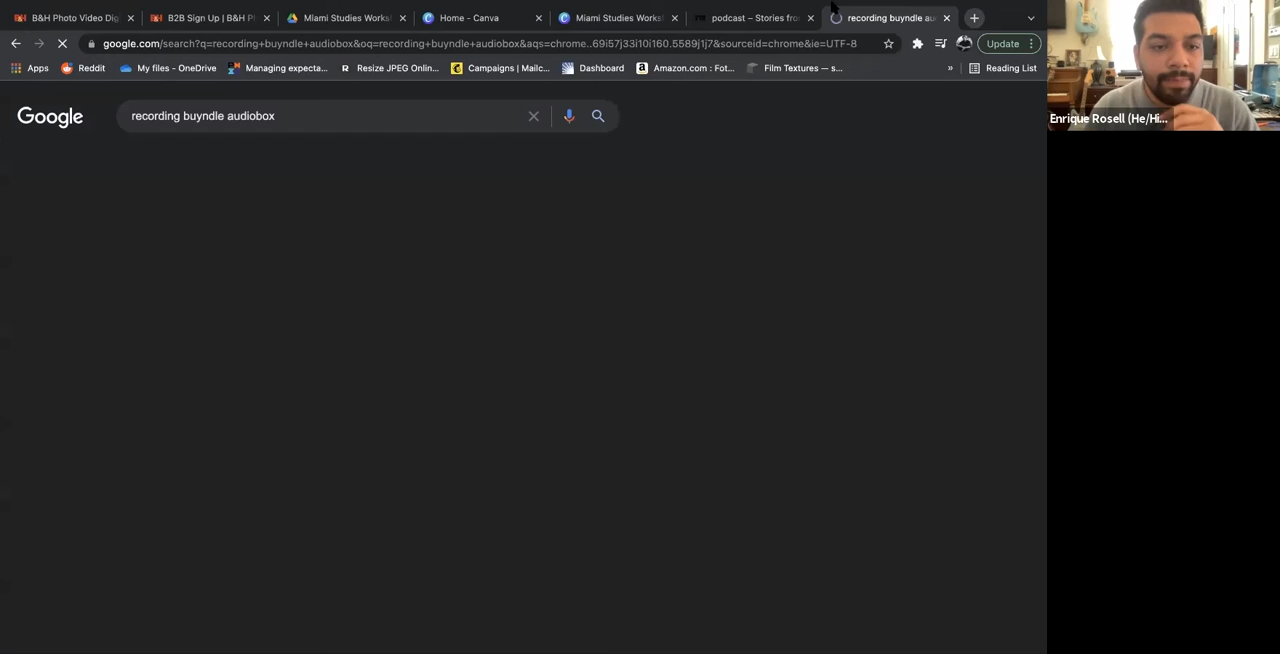 B&H Photo Video Dig
B2B Sign Up | B&H P
Miami Studies Works
Home - Canva
Miami Studies Works
podcast – Stories fro
recording buyndle au
google.com/search?q=recording+buyndle+audiobox&oq=recording+buyndle+audiobox&aqs=chrome..69i57j33i10i160.5589j1j7&sourceid=chrome&ie=UTF-8
Update
Apps
Reddit
My files - OneDrive
Managing expecta...
R Resize JPEG Onlin...
Campaigns | Mailc...
Dashboard
a Amazon.com : Fot...
Film Textures — s...
»
Reading List
Google
recording buyndle audiobox
Enrique Rosell (He/Hi...